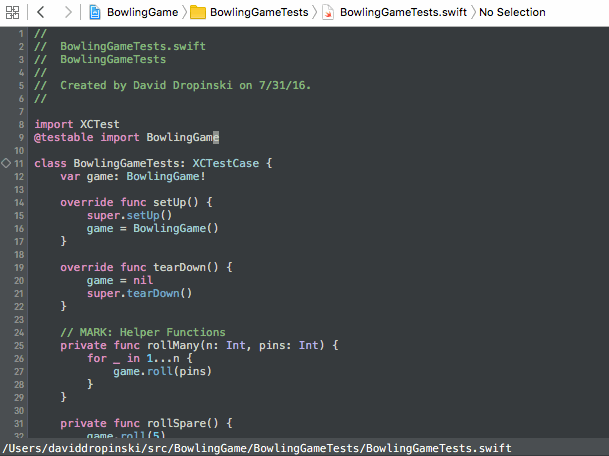 BowlingGame BowlingGameTests BowlingGameTests.swift No Selection
1 //
2 //  BowlingGameTests.swift
3 //  BowlingGameTests
4 //
5 //  Created by David Dropinski on 7/31/16.
6 //
7
8 import XCTest
9 @testable import BowlingGame
10
11 class BowlingGameTests: XCTestCase {
12     var game: BowlingGame!
13
14     override func setUp() {
15         super.setUp()
16         game = BowlingGame()
17     }
18
19     override func tearDown() {
20         game = nil
21         super.tearDown()
22     }
23
24     // MARK: Helper Functions
25     private func rollMany(n: Int, pins: Int) {
26         for _ in 1...n {
27             game.roll(pins)
28         }
29     }
30
31     private func rollSpare() {
32         game.roll(5)
/Users/daviddropinski/src/BowlingGame/BowlingGameTests/BowlingGameTests.swift